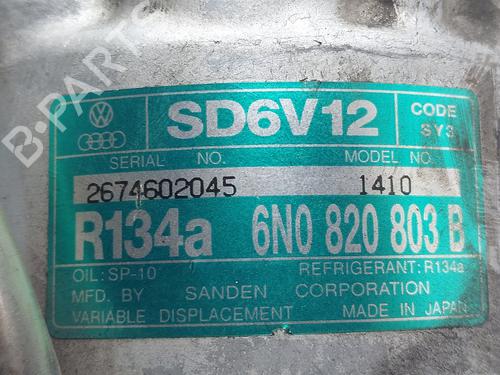 B-PARTS
SD6V12
CODE
SY3
SERIAL NO. MODEL NO.
2674602045 1410
R134a 6N0 820 803 B
OIL: SP-10 REFRIGERANT: R134a
MFD. BY SANDEN CORPORATION
VARIABLE DISPLACEMENT MADE IN JAPAN